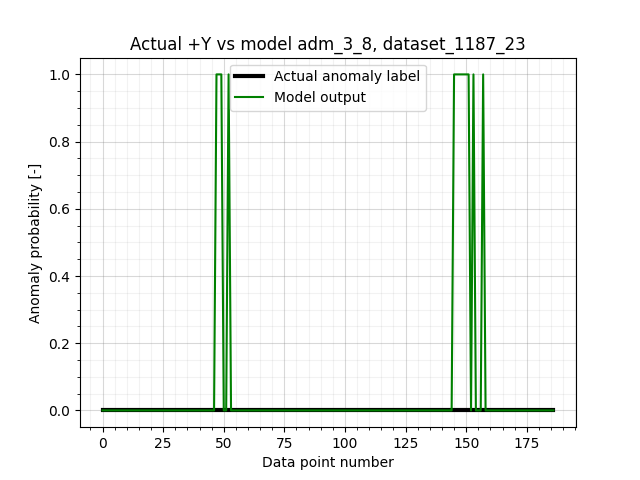 Actual +Y vs model adm_3_8, dataset_1187_23
Actual anomaly label
Model output
Anomaly probability [-]
1.0
0.8
0.6
0.4
0.2
0.0
0 25 50 75 100 125 150 175
Data point number